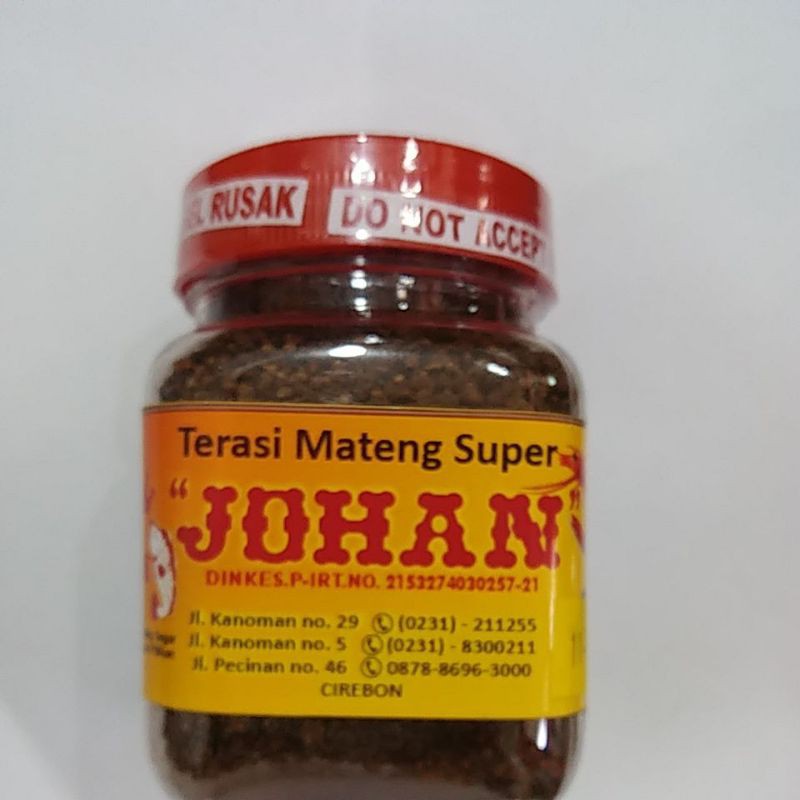 RUSAK DO NOT ACCEPT
Terasi Mateng Super
"JOHAN"
DINKES.P-IRT.NO. 2153274030257-21
Jl. Kanoman no. 29 (0231) - 211255
Jl. Kanoman no. 5 (0231) - 8300211
Jl. Pecinan no. 46 0878-8696-3000
CIREBON